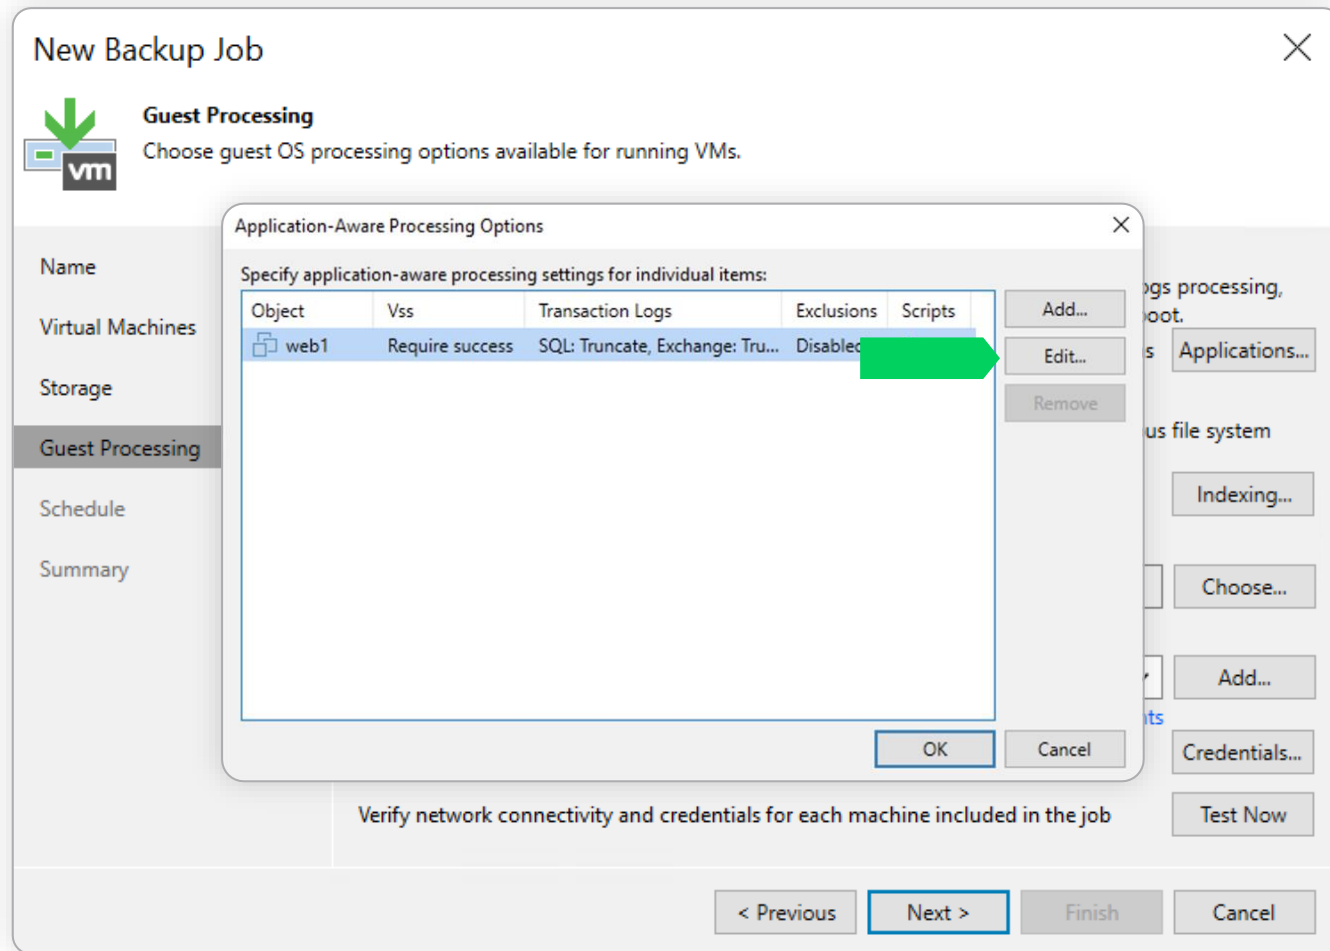 New Backup Job
vm
Guest Processing
Choose guest OS processing options available for running VMs.
Name
Virtual Machines
Storage
Guest Processing
Schedule
Summary
Application-Aware Processing Options
Specify application-aware processing settings for individual items:
Object Vss Transaction Logs Exclusions Scripts
web1 Require success SQL: Truncate, Exchange: Tru... Disabled
Add...
Edit...
Remove
OK Cancel
processing,
Applications...
file system
Indexing...
Choose...
Add...
Credentials...
Verify network connectivity and credentials for each machine included in the job
Test Now
< Previous Next > Finish Cancel